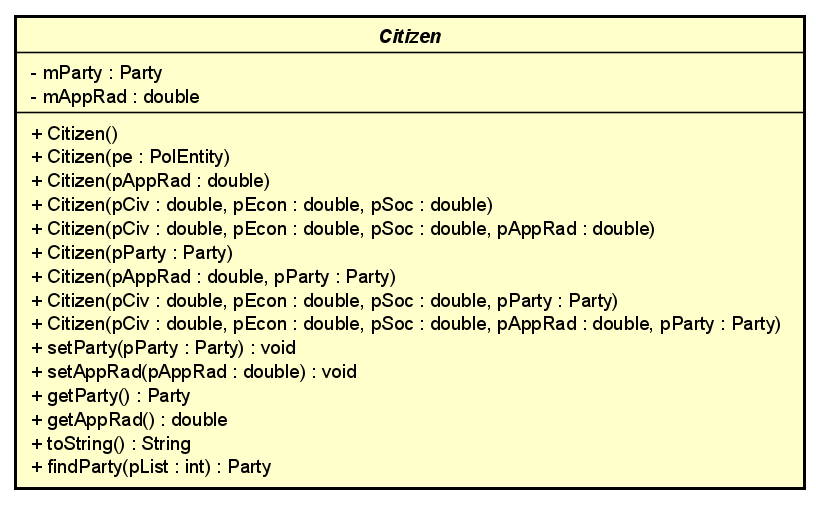 Citizen
- mParty : Party
- mAppRad : double
+ Citizen()
+ Citizen(pe : PolEntity)
+ Citizen(pAppRad : double)
+ Citizen(pCiv : double, pEcon : double, pSoc : double)
+ Citizen(pCiv : double, pEcon : double, pSoc : double, pAppRad : double)
+ Citizen(pParty : Party)
+ Citizen(pAppRad : double, pParty : Party)
+ Citizen(pCiv : double, pEcon : double, pSoc : double, pParty : Party)
+ Citizen(pCiv : double, pEcon : double, pSoc : double, pAppRad : double, pParty : Party)
+ setParty(pParty : Party) : void
+ setAppRad(pAppRad : double) : void
+ getParty() : Party
+ getAppRad() : double
+ toString() : String
+ findParty(pList : int) : Party